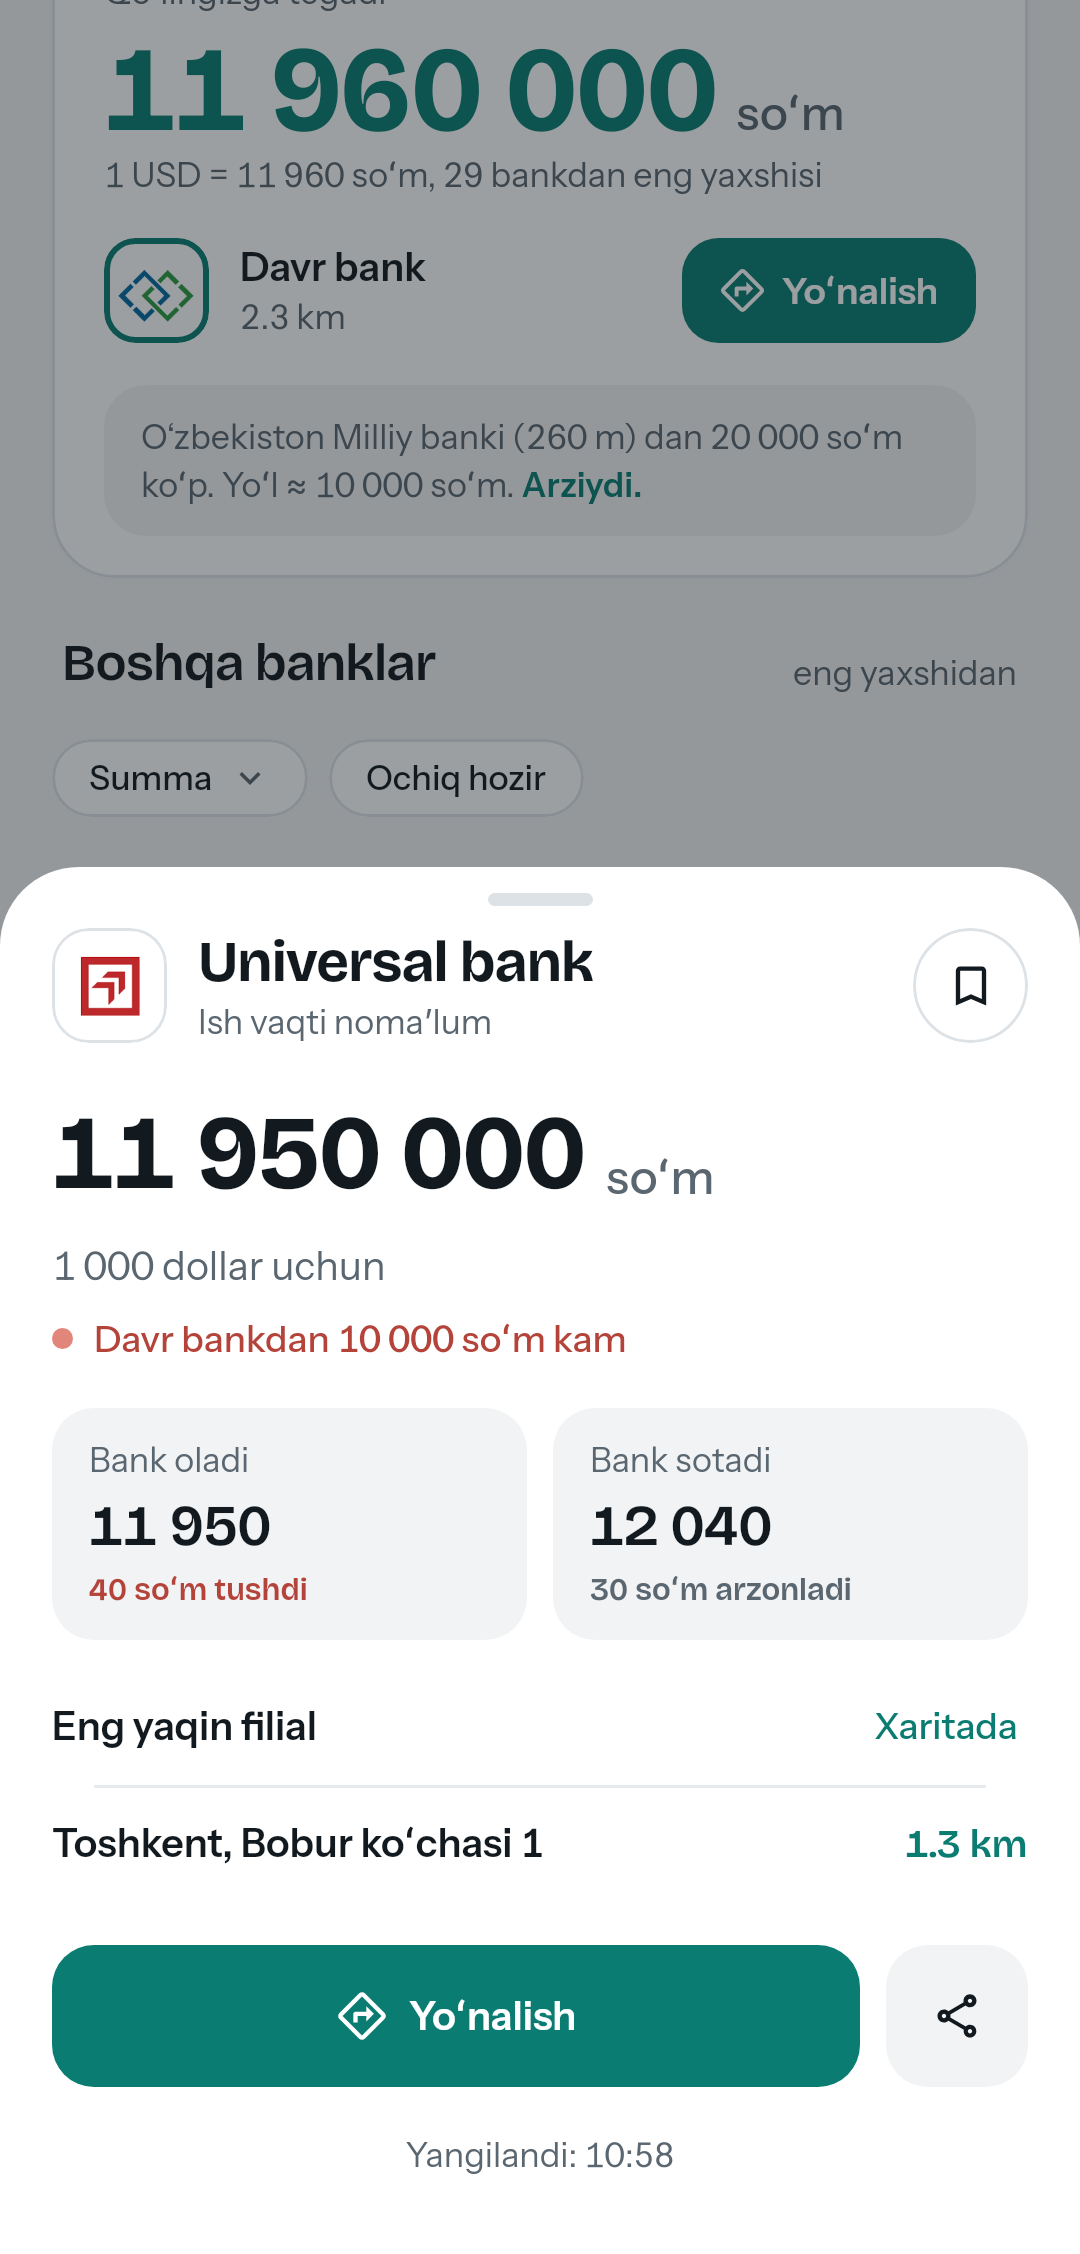 Qo‘lingizga tegadi
11 960 000 so‘m
1 USD = 11 960 so‘m, 29 bankdan eng yaxshisi
Davr bank
2.3 km
Yo‘nalish
O‘zbekiston Milliy banki (260 m) dan 20 000 so‘m
ko‘p. Yo‘l ≈ 10 000 so‘m. Arziydi.
Boshqa banklar
eng yaxshidan
Summa
Ochiq hozir
Universal bank
Ish vaqti noma’lum
11 950 000 so‘m
1 000 dollar uchun
Davr bankdan 10 000 so‘m kam
Bank oladi
11 950
40 so‘m tushdi
Bank sotadi
12 040
30 so‘m arzonladi
Eng yaqin filial
Xaritada
Toshkent, Bobur ko‘chasi 1
1.3 km
Yo‘nalish
Yangilandi: 10:58